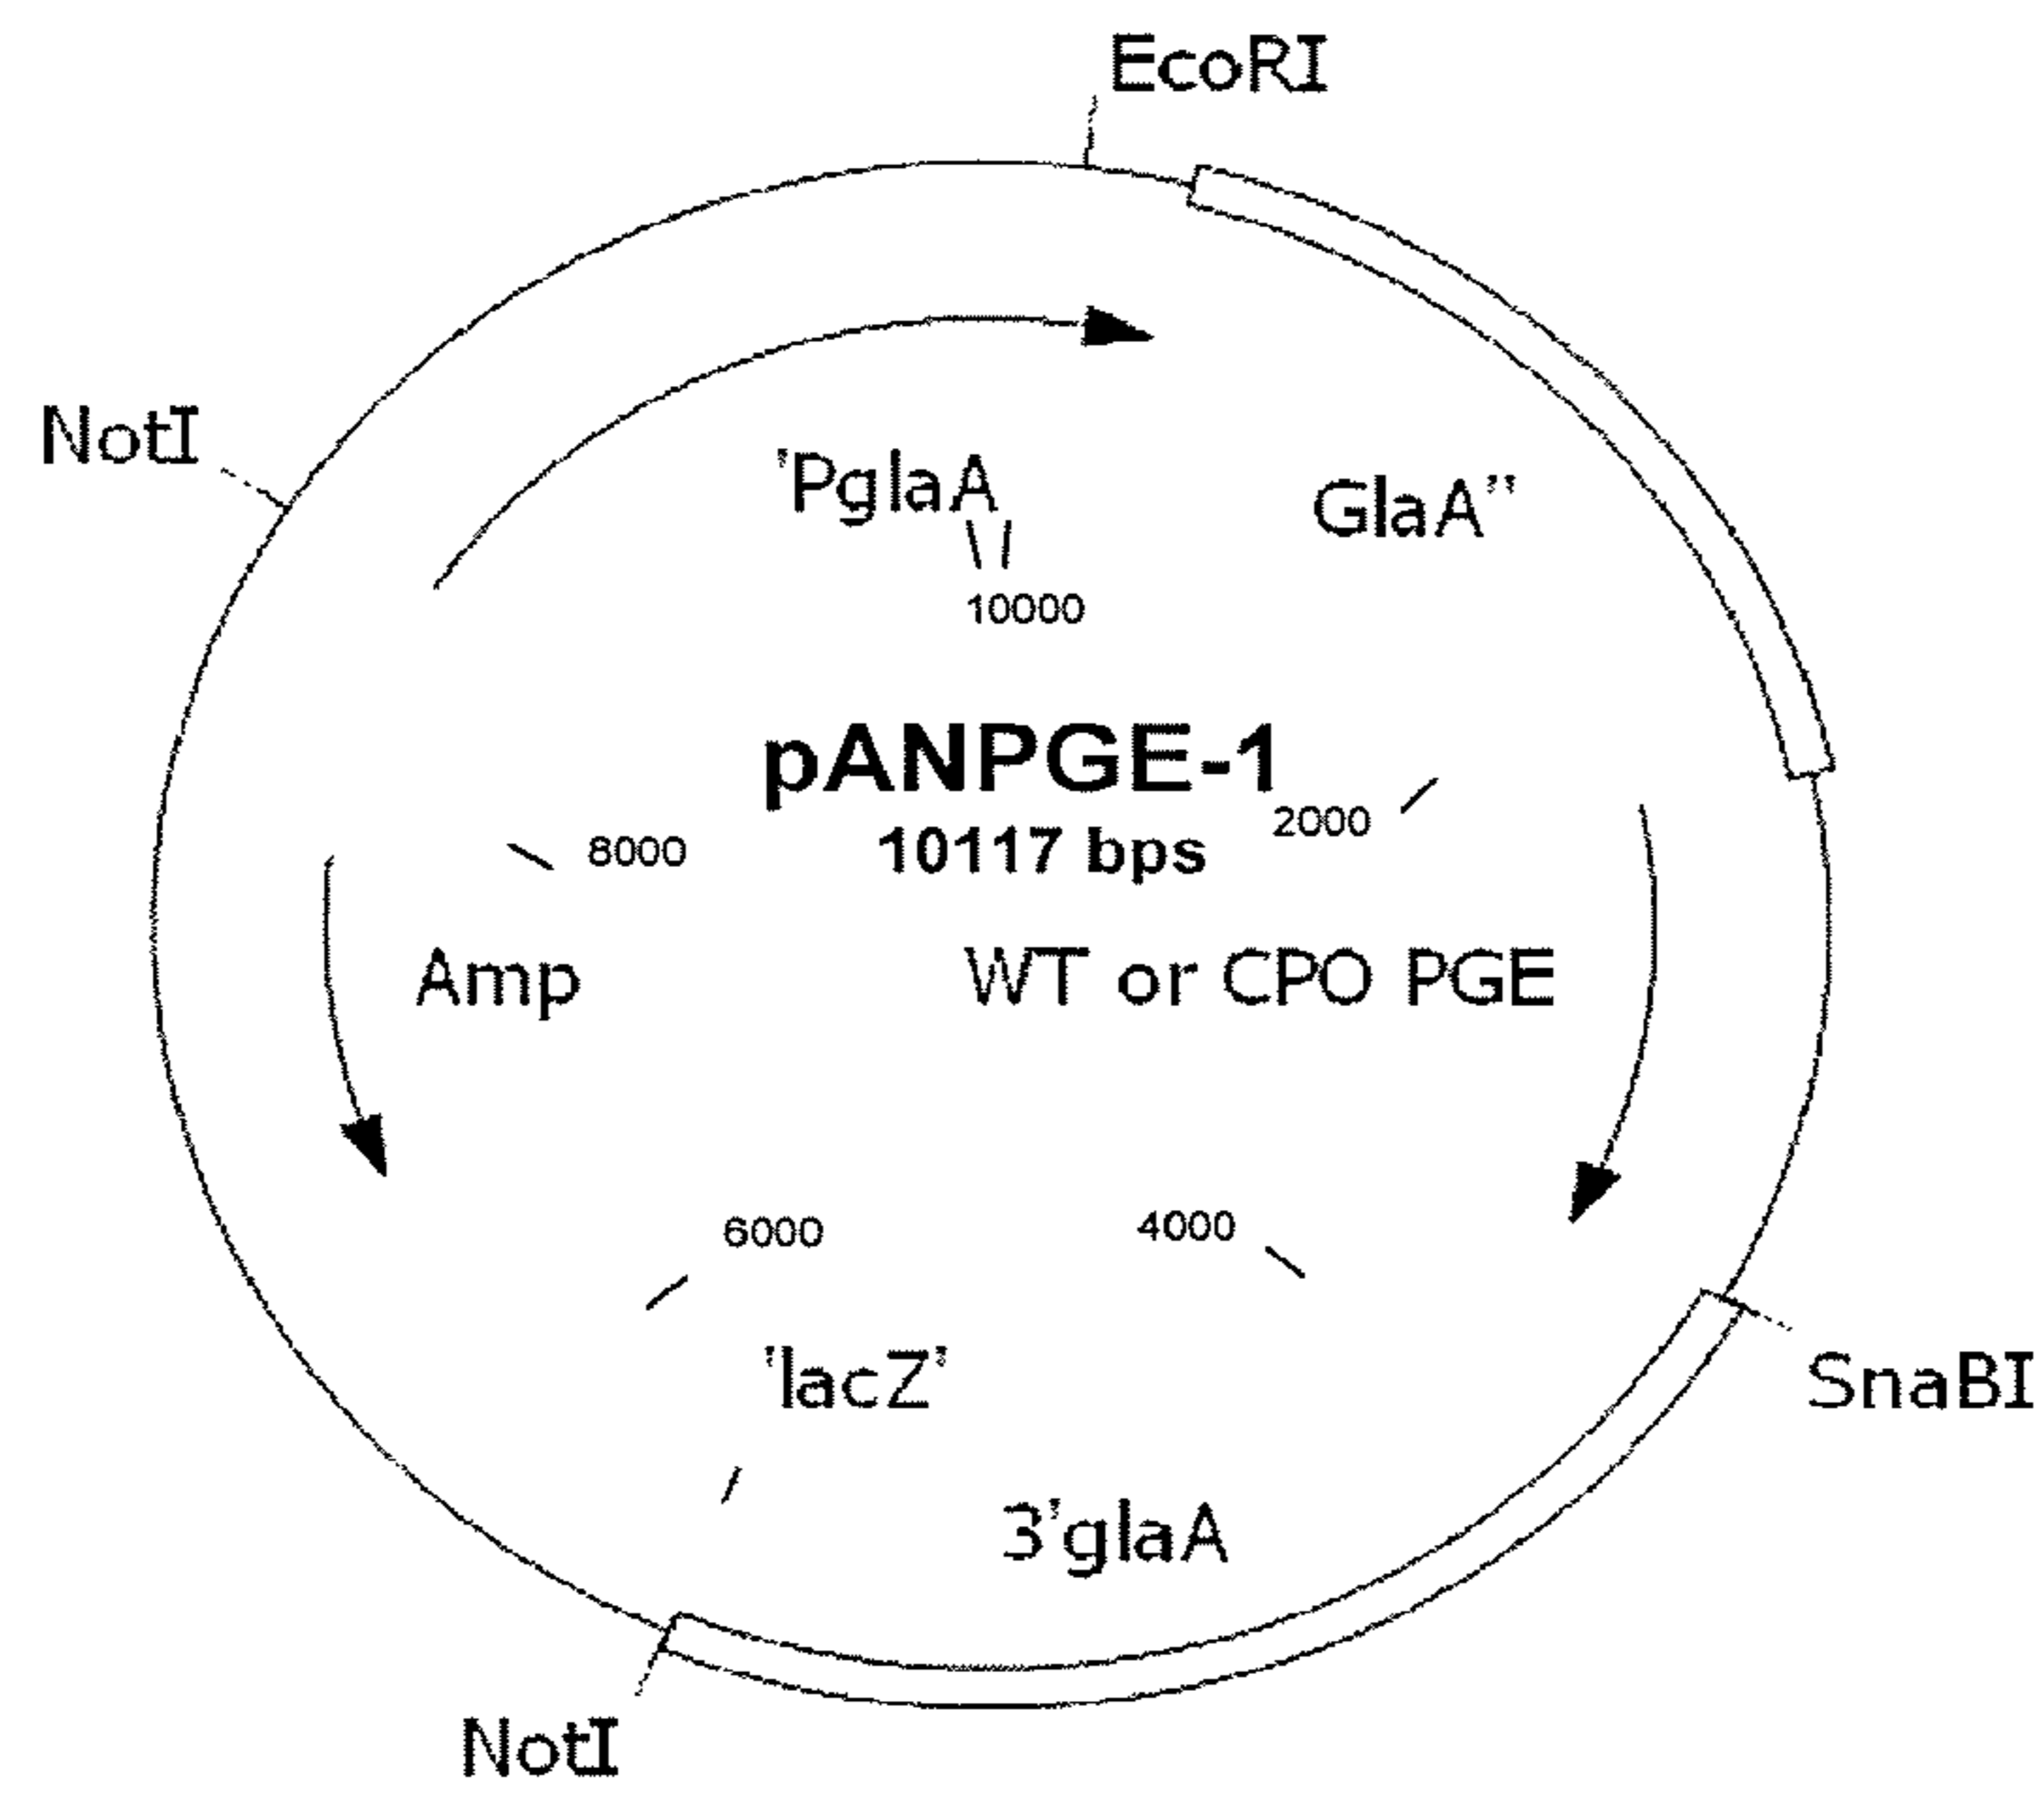 EcoRI
NotI
'PglaA
GlaA"
10000
pANPGE-1
2000
10117 bps
8000
Amp
WT or CPO PGE
6000
4000
'lacZ'
SnaBI
3'glaA
NotI